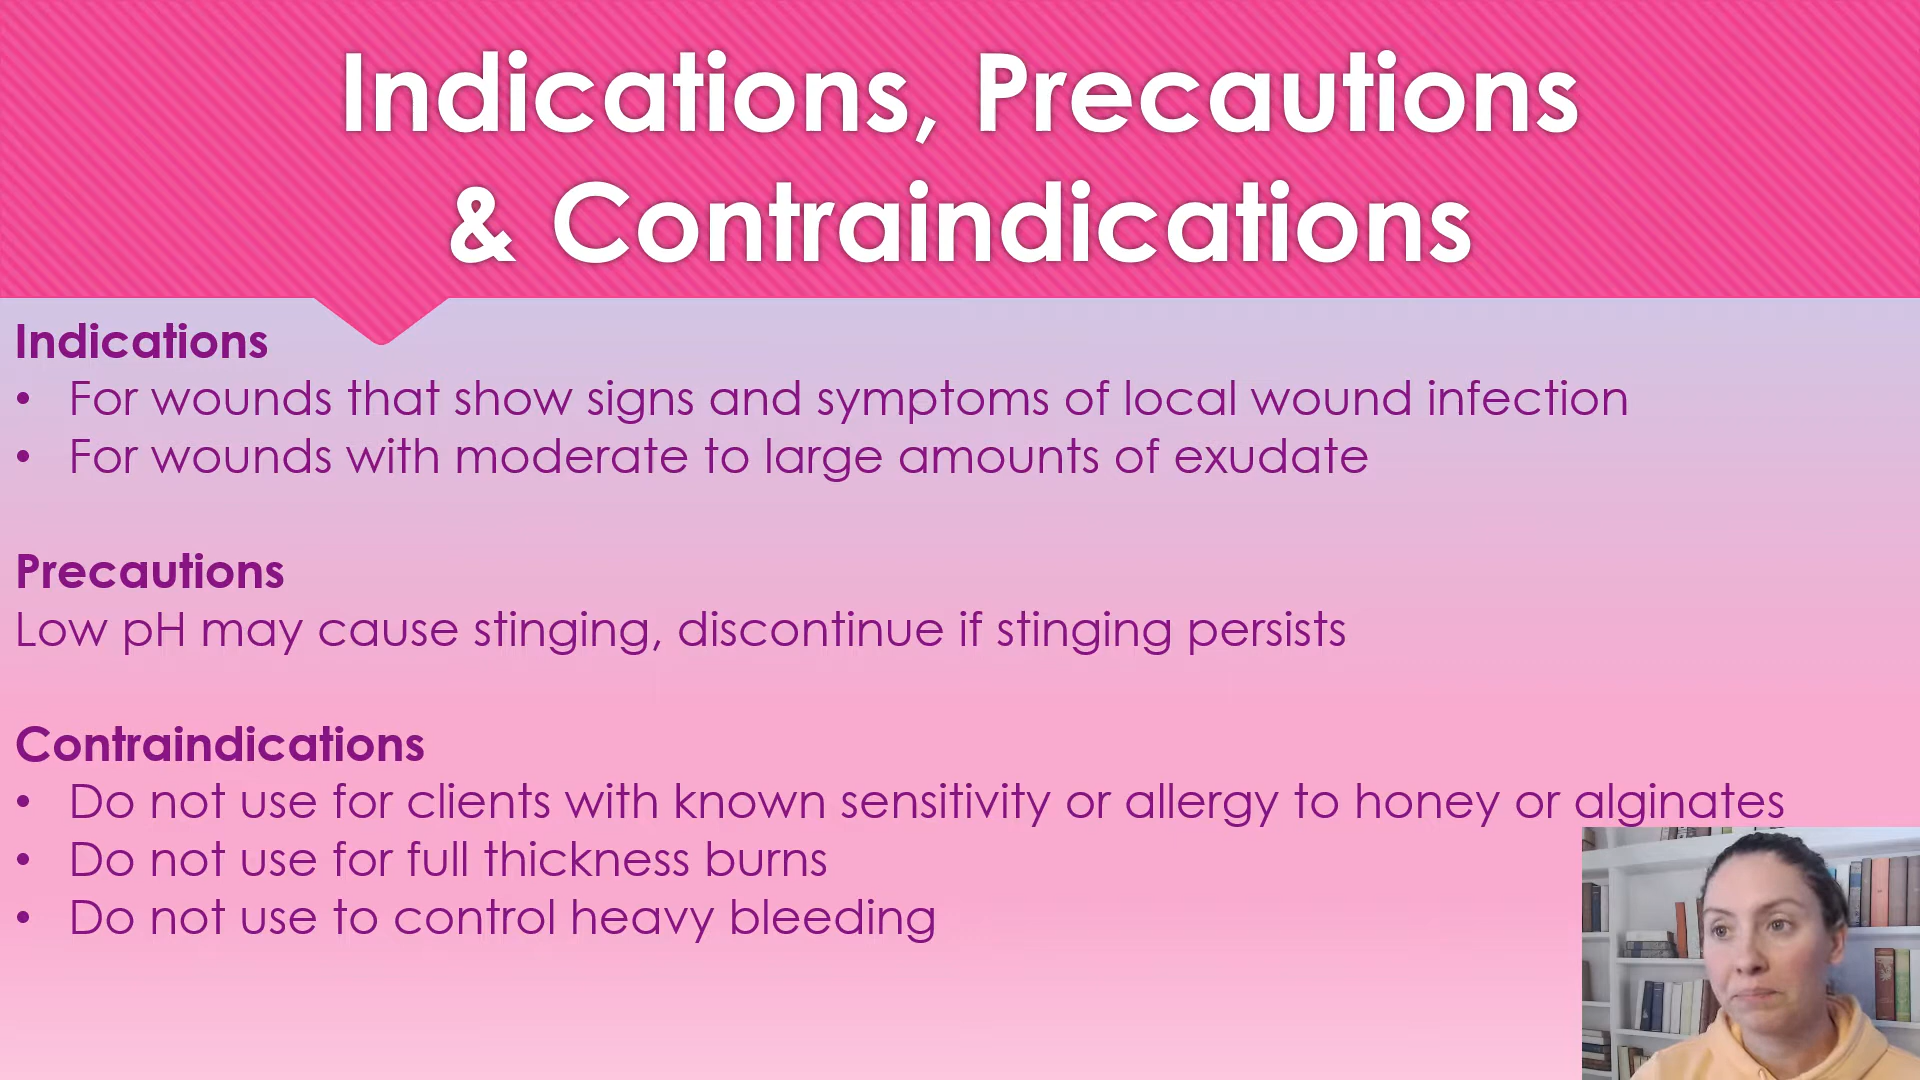 Indications, Precautions
& Contraindications
Indications
• For wounds that show signs and symptoms of local wound infection
• For wounds with moderate to large amounts of exudate
Precautions
Low pH may cause stinging, discontinue if stinging persists
Contraindications
• Do not use for clients with known sensitivity or allergy to honey or alginates
• Do not use for full thickness burns
• Do not use to control heavy bleeding